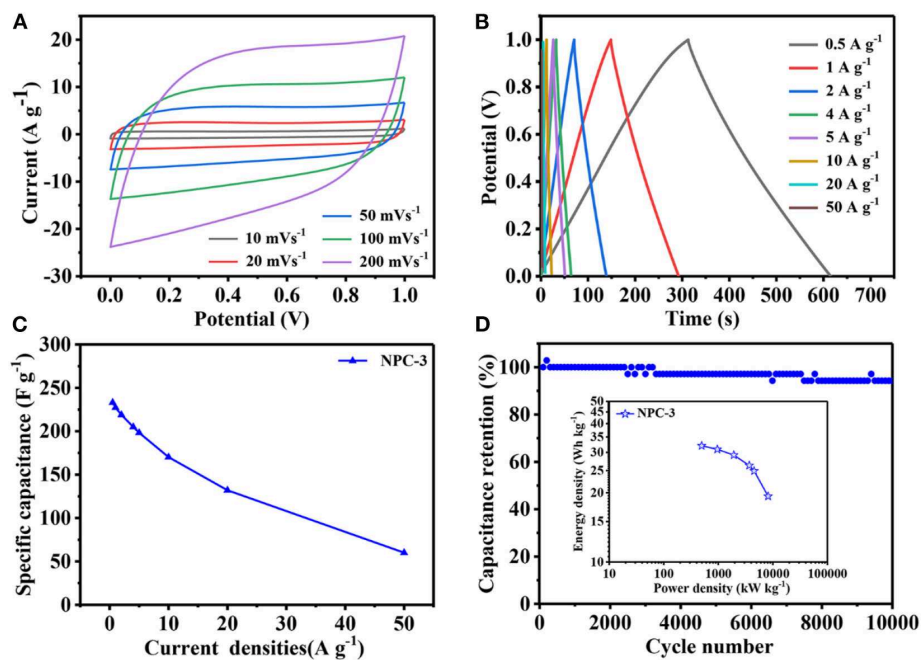 A
20
10
0
-10
-20
-30
Current (A g-1)
10 mVs-1
20 mVs-1
50 mVs-1
100 mVs-1
200 mVs-1
0.0 0.2 0.4 0.6 0.8 1.0
Potential (V)
B
1.0
0.8
0.6
0.4
0.2
0.0
Potential (V)
0.5 A g-1
1 A g-1
2 A g-1
4 A g-1
5 A g-1
10 A g-1
20 A g-1
50 A g-1
0 100 200 300 400 500 600 700
Time (s)
C
300
250
200
150
100
50
0
Specific capacitance (F g-1)
NPC-3
0 10 20 30 40 50
Current densities(A g-1)
D
100
80
60
40
20
0
Capacitance retention (%)
50
45
40
35
30
25
20
15
10
Energy density (Wh kg-1)
NPC-3
10 100 1000 10000 100000
Power density (kW kg-1)
0 2000 4000 6000 8000 10000
Cycle number